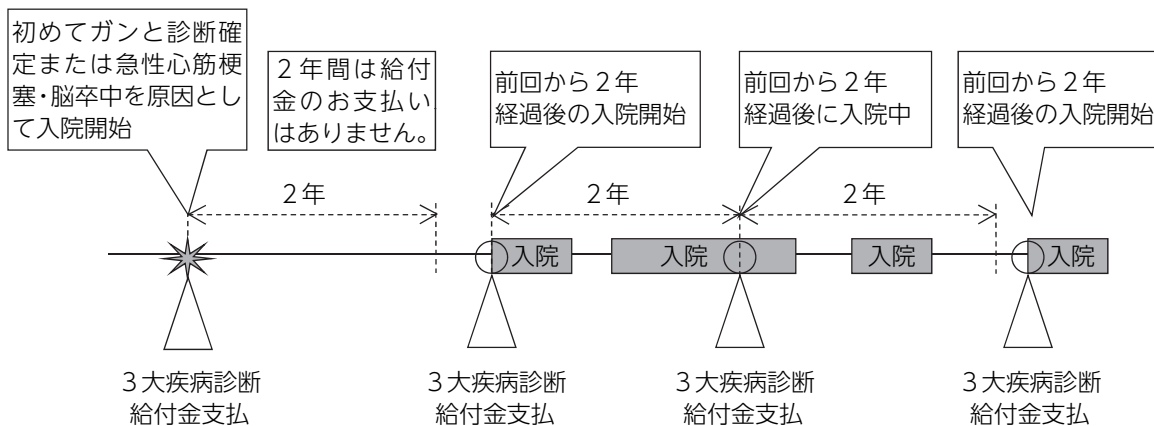 初めてガンと診断確
定または急性心筋梗
塞・脳卒中を原因とし
て入院開始
２年間は給付
金のお支払い
はありません。
前回から２年
経過後の入院開始
前回から２年
経過後に入院中
前回から２年
経過後の入院開始
２年
２年
２年
入院
入院
入院
入院
３大疾病診断
給付金支払
３大疾病診断
給付金支払
３大疾病診断
給付金支払
３大疾病診断
給付金支払